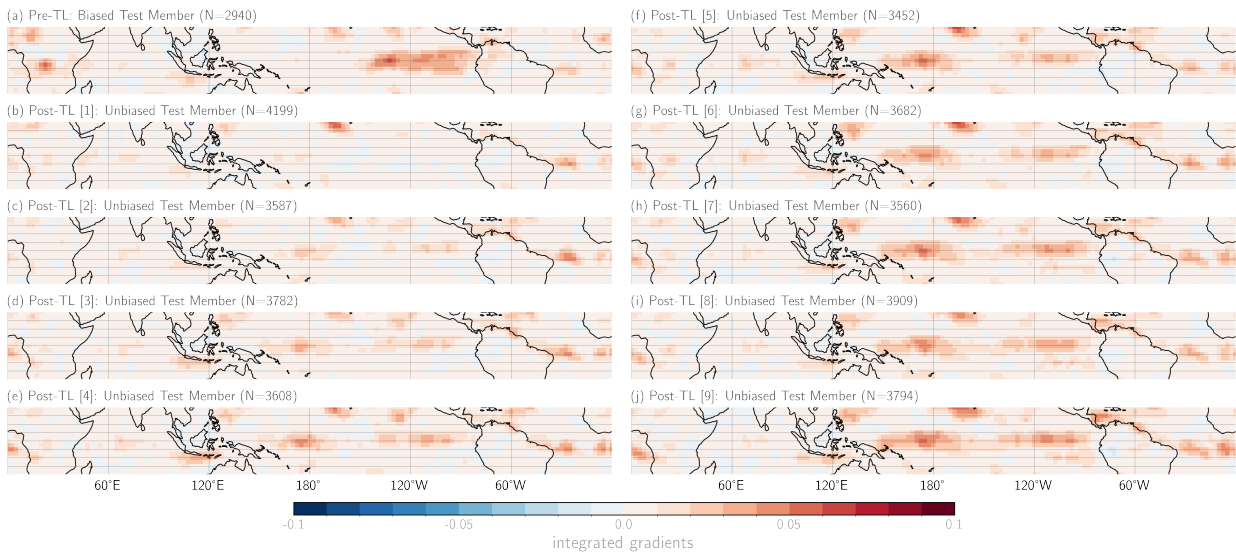 (a) Pre-TL: Biased Test Member (N=2940)
(b) Post-TL [1]: Unbiased Test Member (N=4199)
(c) Post-TL [2]: Unbiased Test Member (N=3587)
(d) Post-TL [3]: Unbiased Test Member (N=3782)
(e) Post-TL [4]: Unbiased Test Member (N=3608)
60°E 120°E 180° 120°W 60°W
(f) Post-TL [5]: Unbiased Test Member (N=3452)
(g) Post-TL [6]: Unbiased Test Member (N=3682)
(h) Post-TL [7]: Unbiased Test Member (N=3560)
(i) Post-TL [8]: Unbiased Test Member (N=3909)
(j) Post-TL [9]: Unbiased Test Member (N=3794)
60°E 120°E 180° 120°W 60°W
-0.1 -0.05 0.0 0.05 0.1
integrated gradients